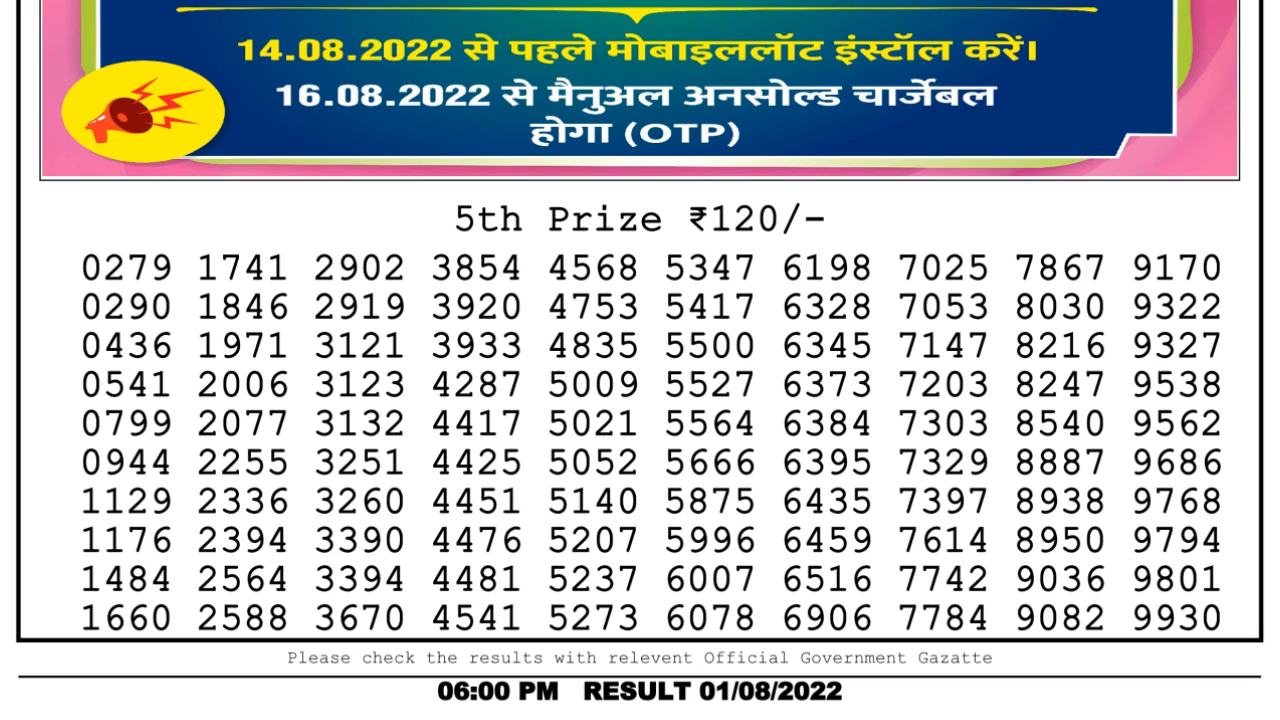 14.08.2022 से पहले मोबाइललॉट इंस्टॉल करें।
16.08.2022 से मैनुअल अनसोल्ड चार्जेबल
होगा (OTP)
5th Prize ₹120/-
0279 1741 2902 3854 4568 5347 6198 7025 7867 9170
0290 1846 2919 3920 4753 5417 6328 7053 8030 9322
0436 1971 3121 3933 4835 5500 6345 7147 8216 9327
0541 2006 3123 4287 5009 5527 6373 7203 8247 9538
0799 2077 3132 4417 5021 5564 6384 7303 8540 9562
0944 2255 3251 4425 5052 5666 6395 7329 8887 9686
1129 2336 3260 4451 5140 5875 6435 7397 8938 9768
1176 2394 3390 4476 5207 5996 6459 7614 8950 9794
1484 2564 3394 4481 5237 6007 6516 7742 9036 9801
1660 2588 3670 4541 5273 6078 6906 7784 9082 9930
Please check the results with relevent Official Government Gazatte
06:00 PM RESULT 01/08/2022